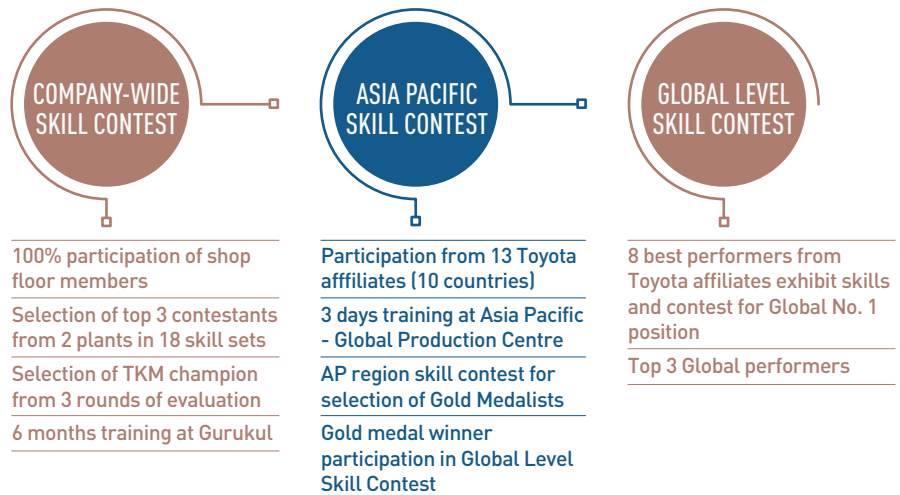 COMPANY-WIDE
SKILL CONTEST
100% participation of shop
floor members
Selection of top 3 contestants
from 2 plants in 18 skill sets
Selection of TKM champion
from 3 rounds of evaluation
6 months training at Gurukul
ASIA PACIFIC
SKILL CONTEST
Participation from 13 Toyota
afffiliates (10 countries)
3 days training at Asia Pacific
- Global Production Centre
AP region skill contest for
selection of Gold Medalists
Gold medal winner
participation in Global Level
Skill Contest
GLOBAL LEVEL
SKILL CONTEST
8 best performers from
Toyota affiliates exhibit skills
and contest for Global No. 1
position
Top 3 Global performers